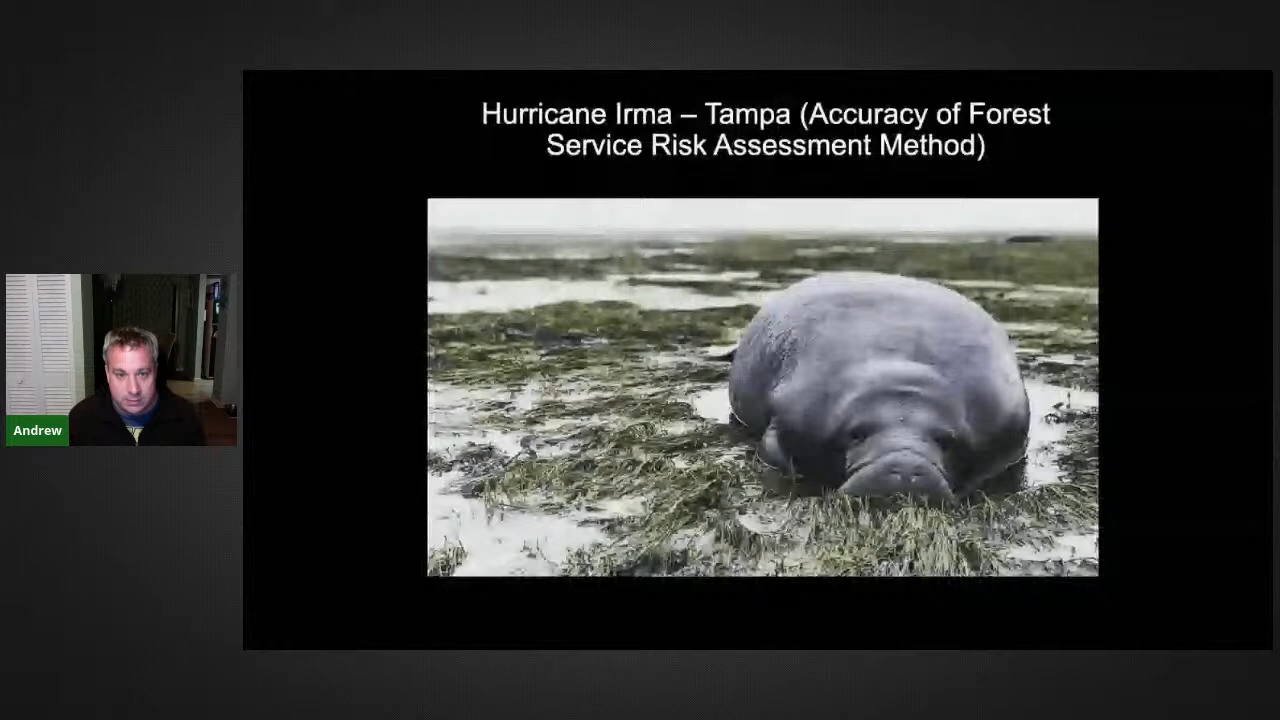 Hurricane Irma – Tampa (Accuracy of Forest
Service Risk Assessment Method)
Andrew